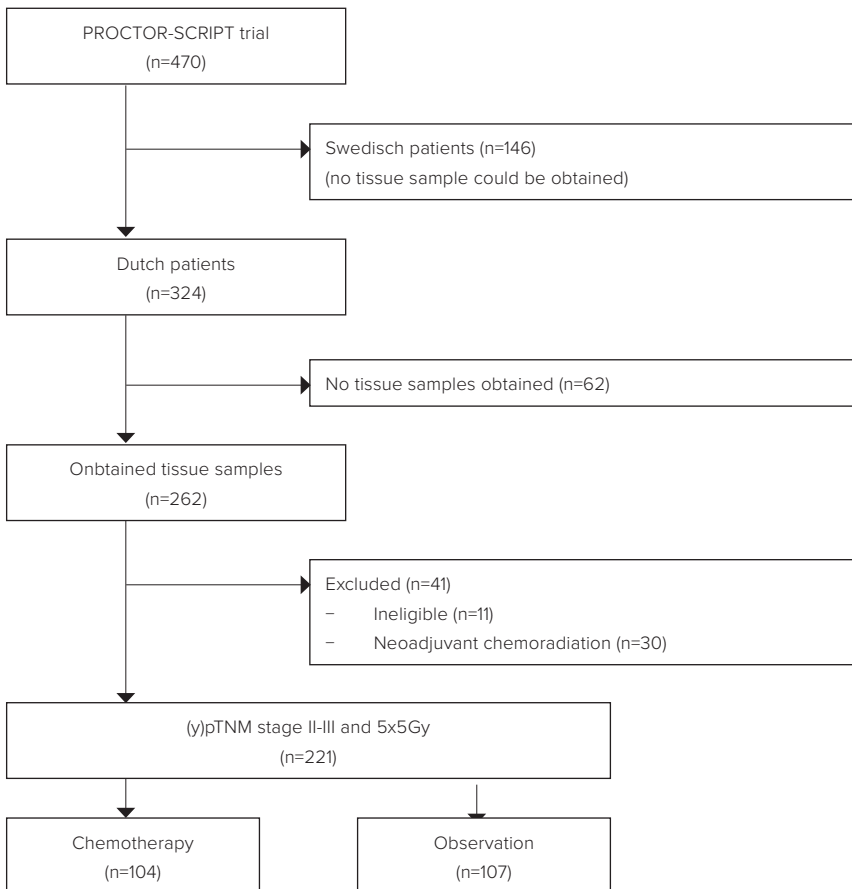 PROCTOR-SCRIPT trial
(n=470)
Swedisch patients (n=146)
(no tissue sample could be obtained)
Dutch patients
(n=324)
No tissue samples obtained (n=62)
Onbtained tissue samples
(n=262)
Excluded (n=41)
– Ineligible (n=11)
– Neoadjuvant chemoradiation (n=30)
(y)pTNM stage II-III and 5x5Gy
(n=221)
Chemotherapy
(n=104)
Observation
(n=107)